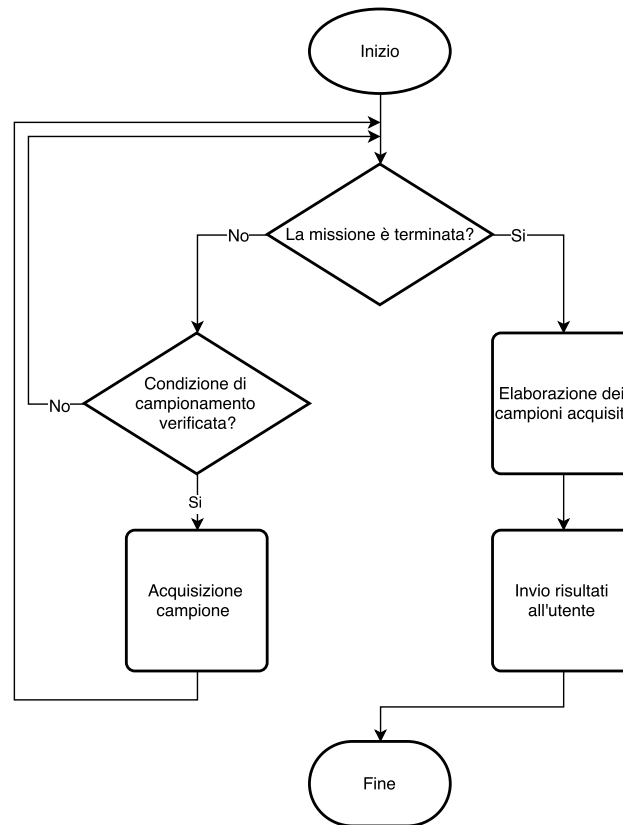 Inizio
La missione è terminata?
No
Si
Condizione di
campionamento
verificata?
Elaborazione dei
campioni acquisit
No
Si
Acquisizione
campione
Invio risultati
all'utente
Fine